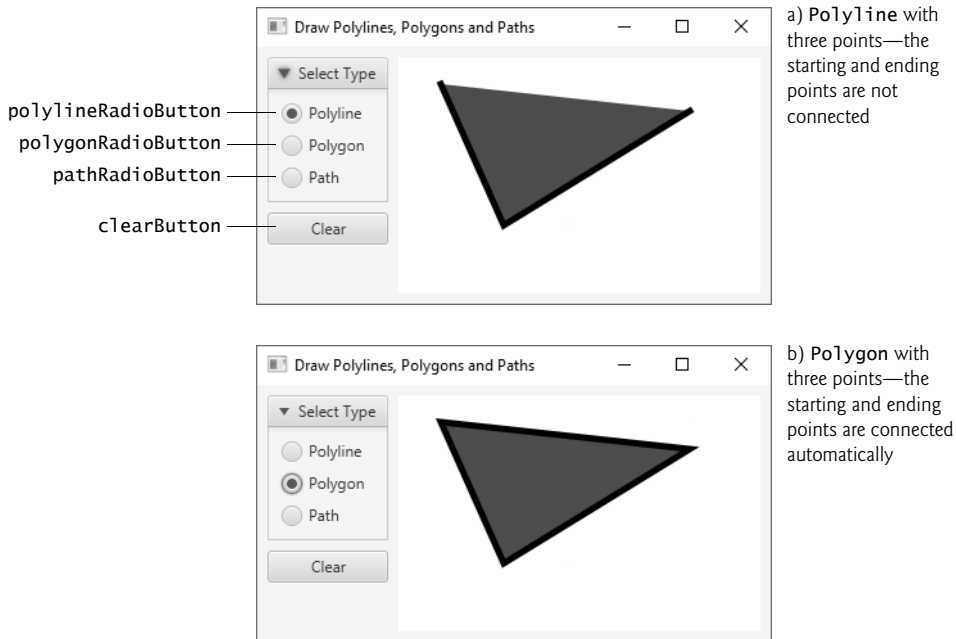 Draw Polylines, Polygons and Paths
Select Type
polylineRadioButton
Polyline
polygonRadioButton
Polygon
pathRadioButton
Path
clearButton
Clear
a) Polyline with
three points—the
starting and ending
points are not
connected
Draw Polylines, Polygons and Paths
Select Type
Polyline
Polygon
Path
Clear
b) Polygon with
three points—the
starting and ending
points are connected
automatically